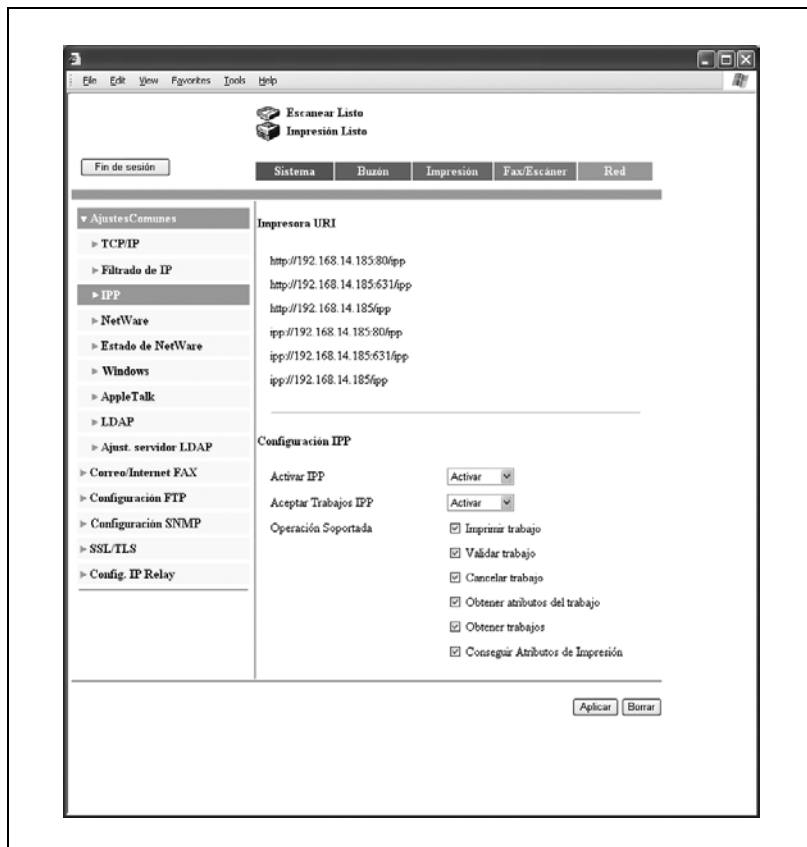 File Edit View Favorites Tools Help
Escanear Listo
Impresión Listo
Fin de sesión
Sistema Buzón Impresión Fax/Escáner Red
AjustesComunes
TCP/IP
Filtrado de IP
IPP
NetWare
Estado de NetWare
Windows
AppleTalk
LDAP
Ajust. servidor LDAP
Correo/Internet FAX
Configuración FTP
Configuración SNMP
SSL/TLS
Config. IP Relay
Impresora URI
http://192.168.14.185:80/ipp
http://192.168.14.185:631/ipp
http://192.168.14.185/ipp
ipp://192.168.14.185:80/ipp
ipp://192.168.14.185:631/ipp
ipp://192.168.14.185/ipp
Configuración IPP
Activar IPP Activar
Aceptar Trabajos IPP Activar
Operación Soportada Imprimir trabajo
Validar trabajo
Cancelar trabajo
Obtener atributos del trabajo
Obtener trabajos
Conseguir Atributos de Impresión
Aplicar Borrar